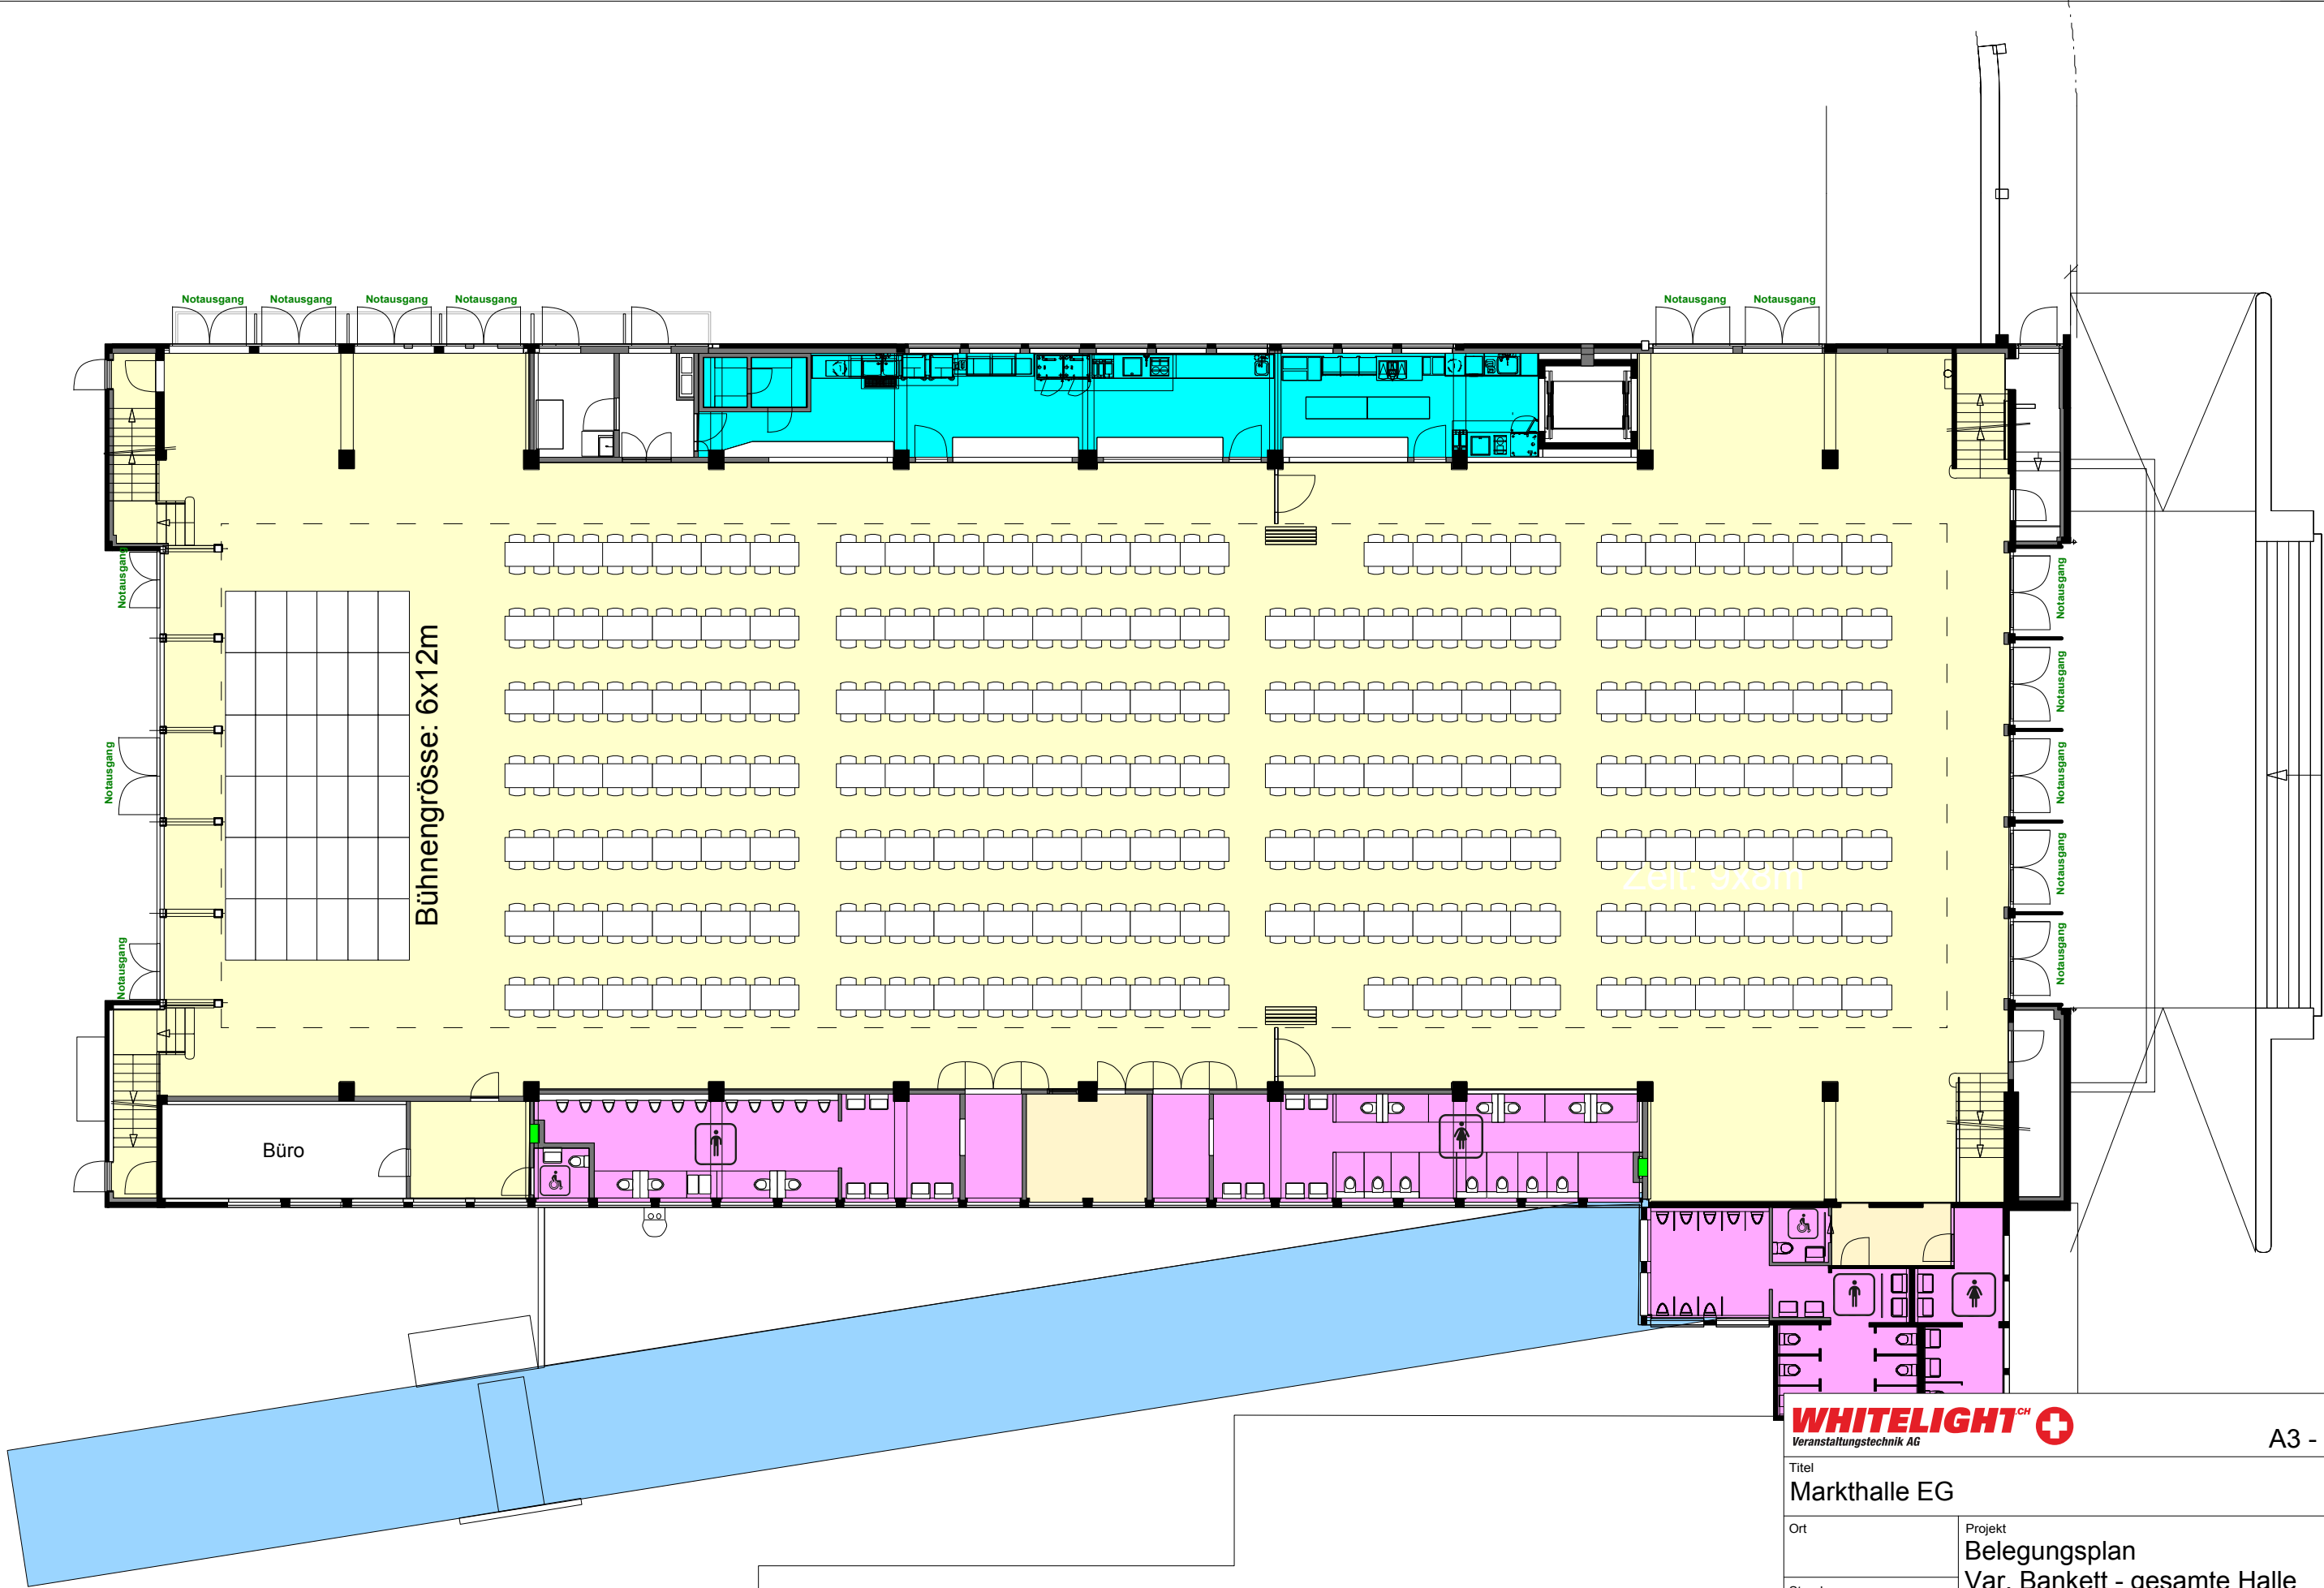 Notausgang Notausgang Notausgang Notausgang
Notausgang Notausgang
Notausgang
Notausgang
Notausgang
Bühnengrösse: 6x12m
Zelt: 9x8m
Notausgang
Notausgang
Notausgang
Notausgang
Notausgang
Büro
WHITELIGHT.CH
Veranstaltungstechnik AG
A3 -
Titel
Markthalle EG
Ort
Projekt
Belegungsplan
Var. Bankett - gesamte Halle